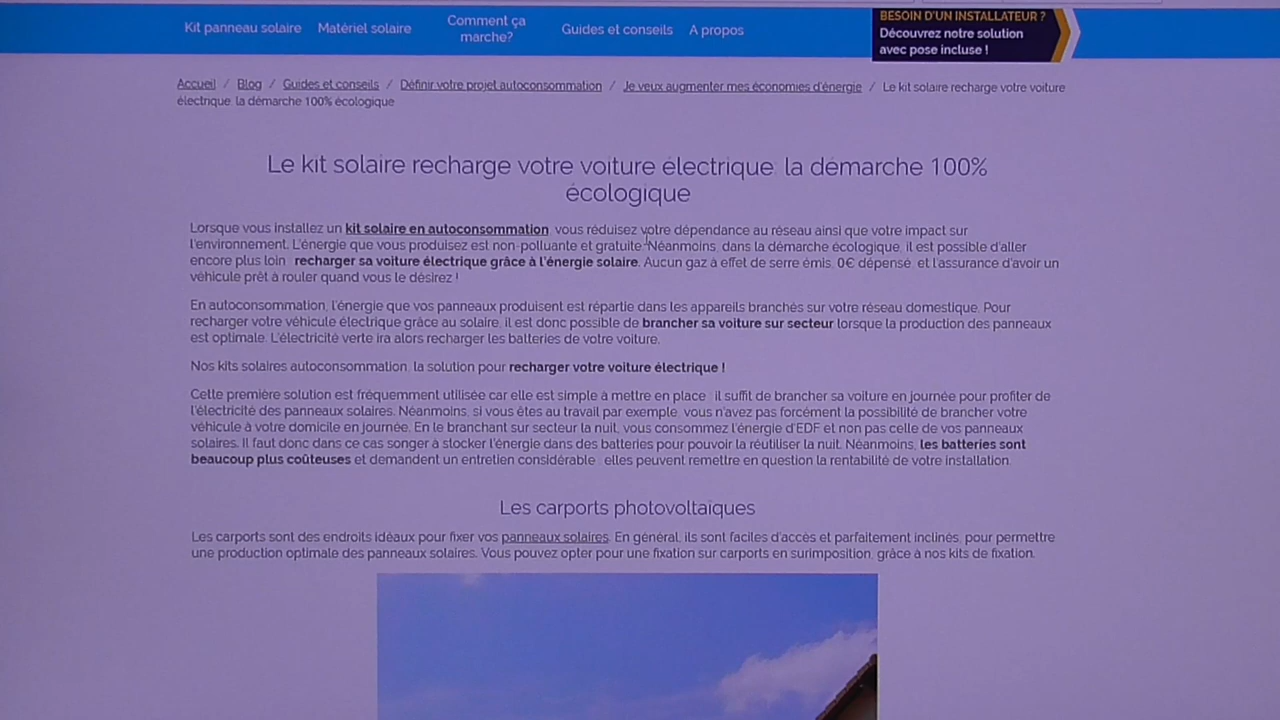 Kit panneau solaire
Matériel solaire
Comment ça
marche?
Guides et conseils
A propos
BESOIN D'UN INSTALLATEUR ?
Découvrez notre solution
avec pose incluse !
Accueil / Blog / Guides et conseils / Définir votre projet autoconsommation / Je veux augmenter mes économies d'énergie / Le kit solaire recharge votre voiture
électrique: la démarche 100% écologique
Le kit solaire recharge votre voiture électrique: la démarche 100%
écologique
Lorsque vous installez un kit solaire en autoconsommation, vous réduisez votre dépendance au réseau ainsi que votre impact sur
l'environnement. L'énergie que vous produisez est non-polluante et gratuite. Néanmoins, dans la démarche écologique, il est possible d'aller
encore plus loin : recharger sa voiture électrique grâce à l'énergie solaire. Aucun gaz à effet de serre émis, 0€ dépensé, et l'assurance d'avoir un
véhicule prêt à rouler quand vous le désirez !
En autoconsommation, l'énergie que vos panneaux produisent est répartie dans les appareils branchés sur votre réseau domestique. Pour
recharger votre véhicule électrique grâce au solaire, il est donc possible de brancher sa voiture sur secteur lorsque la production des panneaux
est optimale. L'électricité verte ira alors recharger les batteries de votre voiture.
Nos kits solaires autoconsommation, la solution pour recharger votre voiture électrique !
Cette première solution est fréquemment utilisée car elle est simple à mettre en place : il suffit de brancher sa voiture en journée pour profiter de
l'électricité des panneaux solaires. Néanmoins, si vous êtes au travail par exemple, vous n'avez pas forcément la possibilité de brancher votre
véhicule à votre domicile en journée. En le branchant sur secteur la nuit, vous consommez l'énergie d'EDF et non pas celle de vos panneaux
solaires. Il faut donc dans ce cas songer à stocker l'énergie dans des batteries pour pouvoir la réutiliser la nuit. Néanmoins, les batteries sont
beaucoup plus coûteuses et demandent un entretien considérable : elles peuvent remettre en question la rentabilité de votre installation.
Les carports photovoltaïques
Les carports sont des endroits idéaux pour fixer vos panneaux solaires. En général, ils sont faciles d'accès et parfaitement inclinés, pour permettre
une production optimale des panneaux solaires. Vous pouvez opter pour une fixation sur carports en surimposition, grâce à nos kits de fixation.